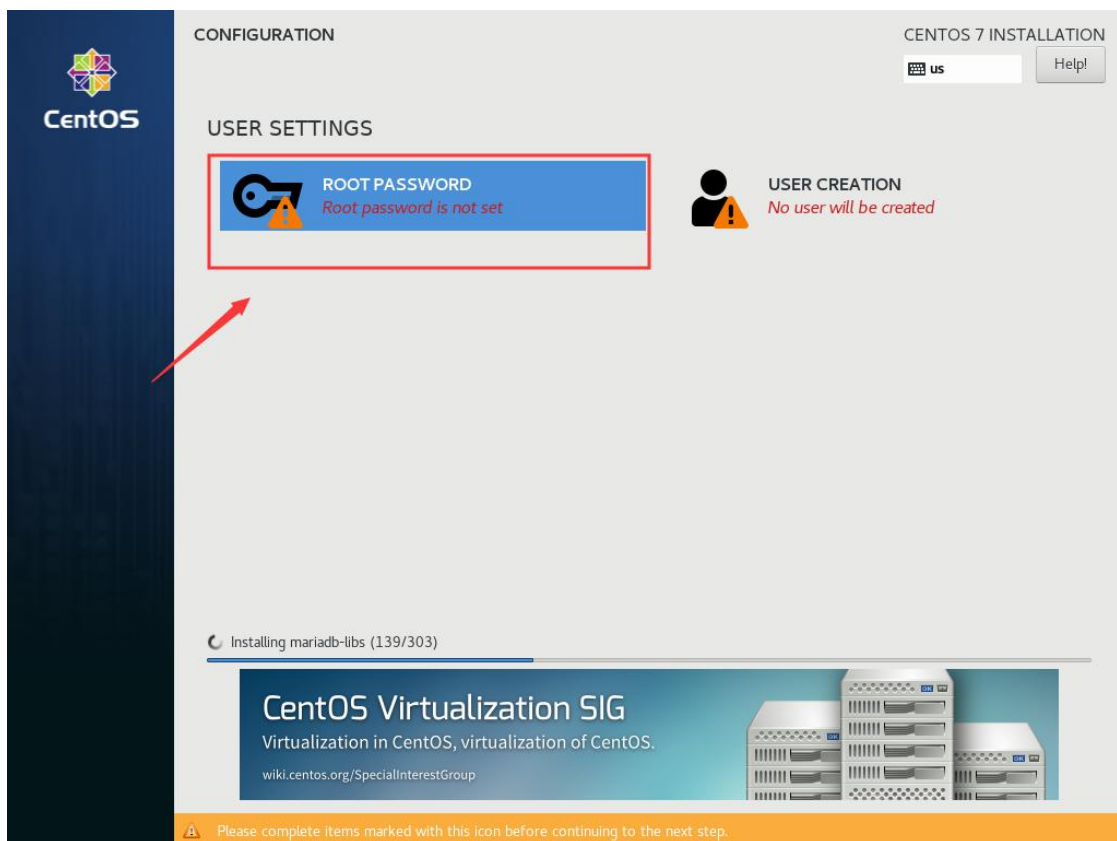 CONFIGURATION
CENTOS 7 INSTALLATION
us
Help!
CentOS
USER SETTINGS
ROOT PASSWORD
Root password is not set
USER CREATION
No user will be created
Installing mariadb-libs (139/303)
CentOS Virtualization SIG
Virtualization in CentOS, virtualization of CentOS.
wiki.centos.org/SpecialInterestGroup
Please complete items marked with this icon before continuing to the next step.